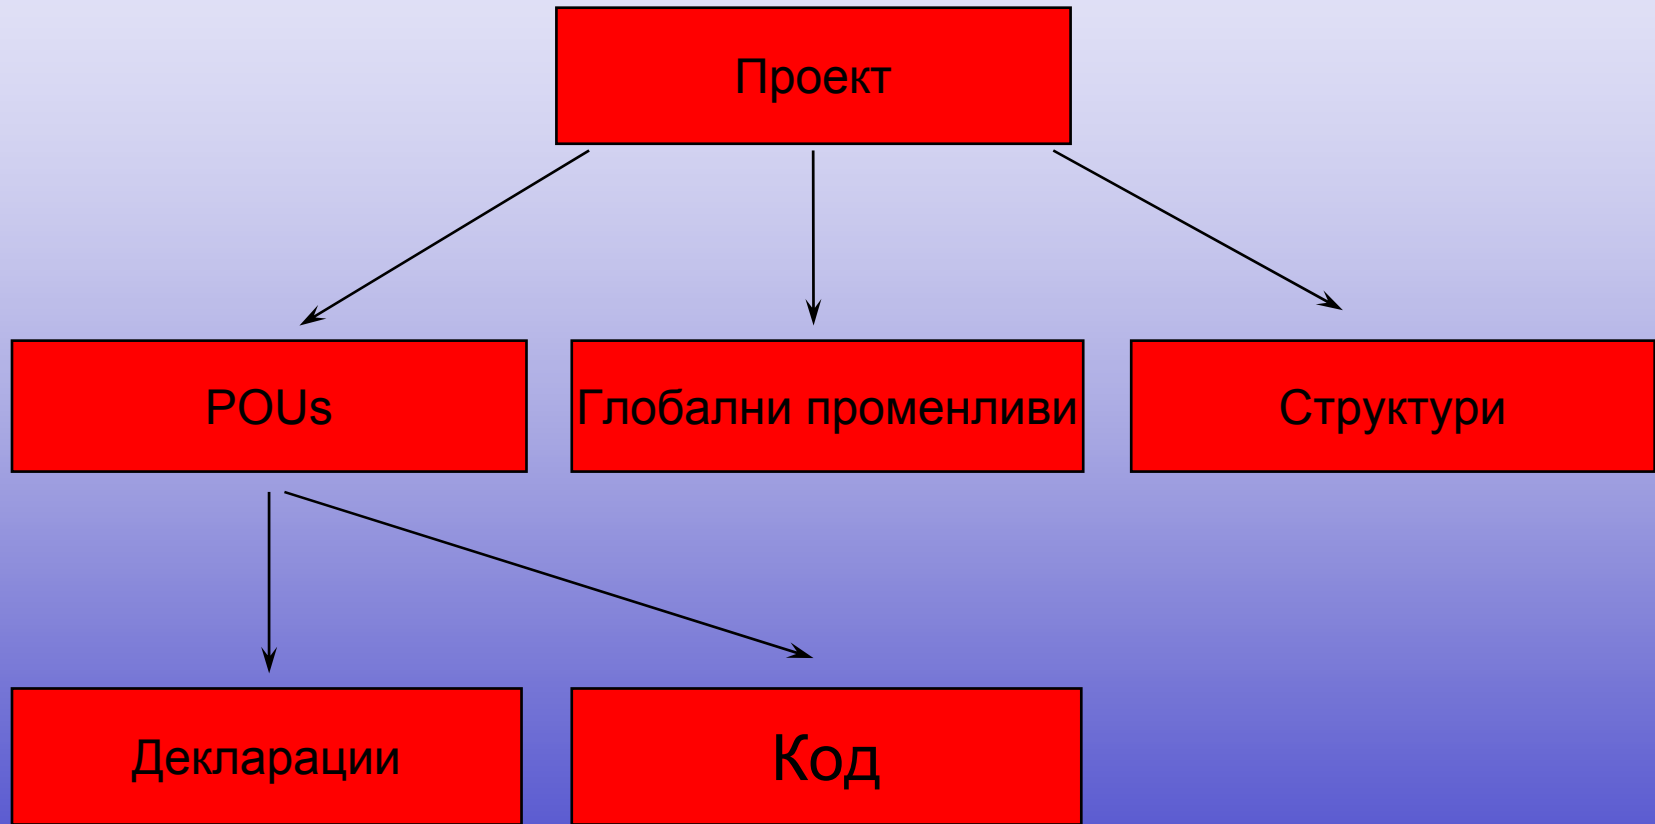 Проект
POUs
Глобални променливи
Структури
Декларации
Код